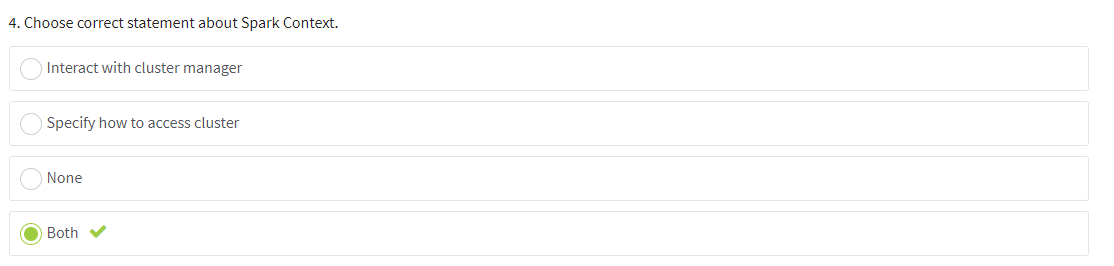 4. Choose correct statement about Spark Context.
Interact with cluster manager
Specify how to access cluster
None
Both